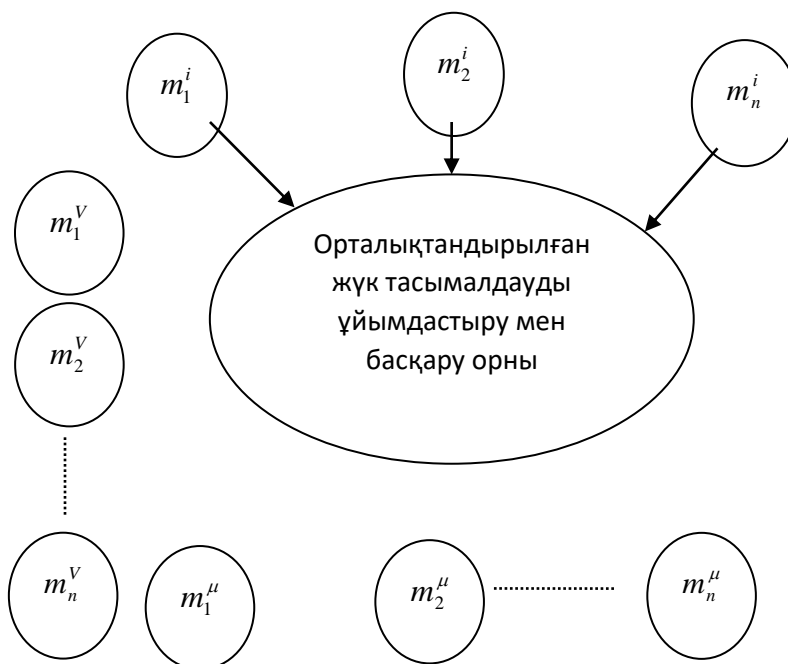 m_1^i
m_2^i
m_n^i
m_1^V
Орталықтандырылған
жүк тасымалдауды
ұйымдастыру мен
басқару орны
m_2^V
m_n^V
m_1^μ
m_2^μ
m_n^μ